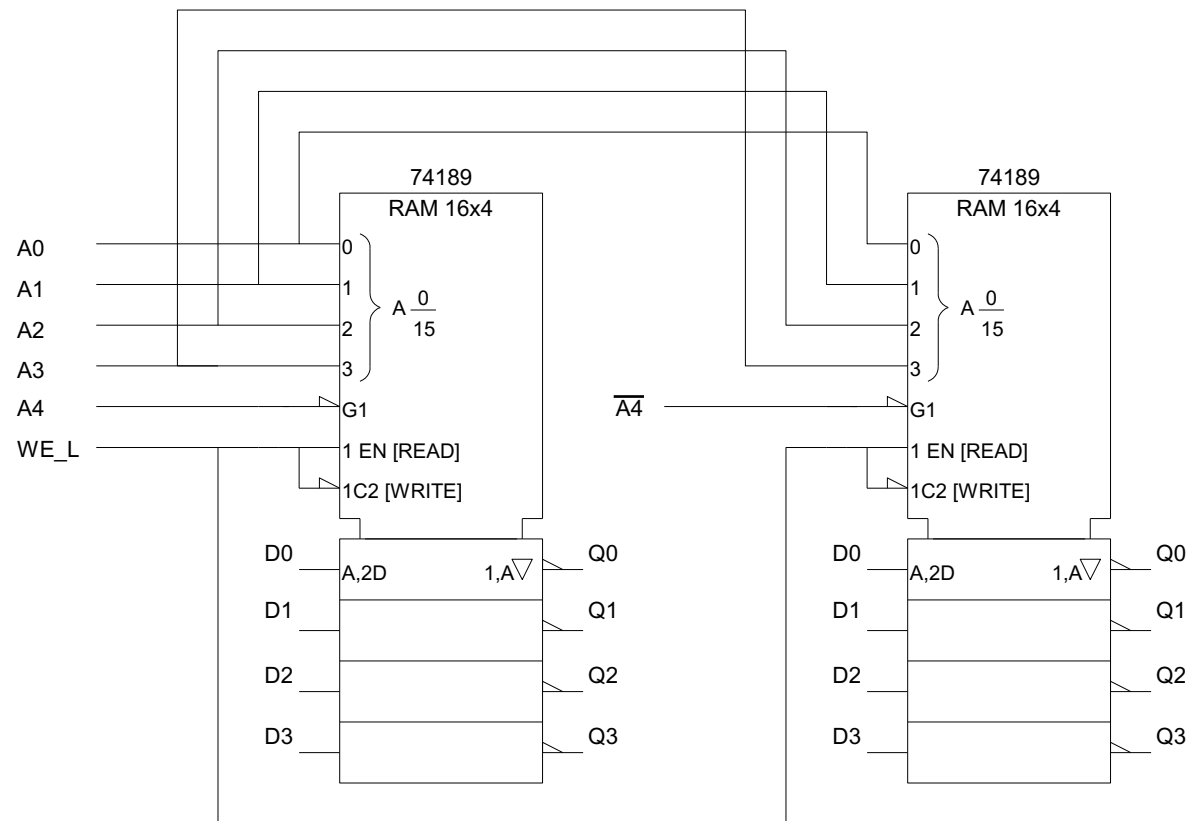 74189
RAM 16x4
A0
0
A1
1
A 0/15
A2
2
A3
3
A4
G1
WE_L
1 EN [READ]
1C2 [WRITE]
D0
A,2D
1,A▽
Q0
D1
Q1
D2
Q2
D3
Q3
74189
RAM 16x4
0
1
A 0/15
2
3
A̅4̅
G1
1 EN [READ]
1C2 [WRITE]
D0
A,2D
1,A▽
Q0
D1
Q1
D2
Q2
D3
Q3